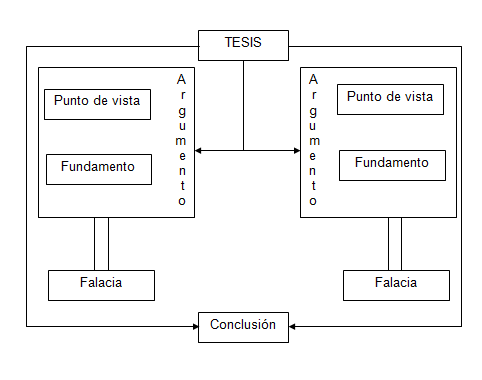 TESIS
Argumento
Punto de vista
Fundamento
Argumento
Punto de vista
Fundamento
Falacia
Falacia
Conclusión